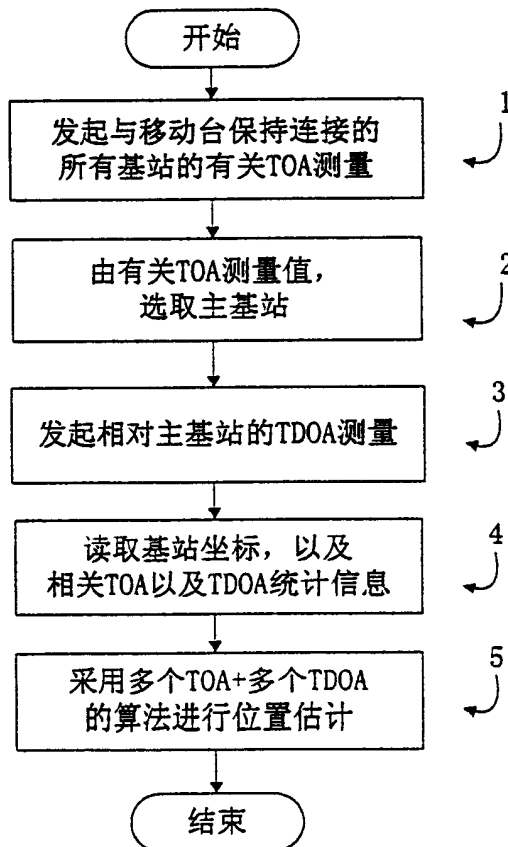 开始
发起与移动台保持连接的
所有基站的有关TOA测量
1
由有关TOA测量值，
选取主基站
2
发起相对主基站的TDOA测量
3
读取基站坐标，以及
相关TOA以及TDOA统计信息
4
采用多个TOA+多个TDOA
的算法进行位置估计
5
结束